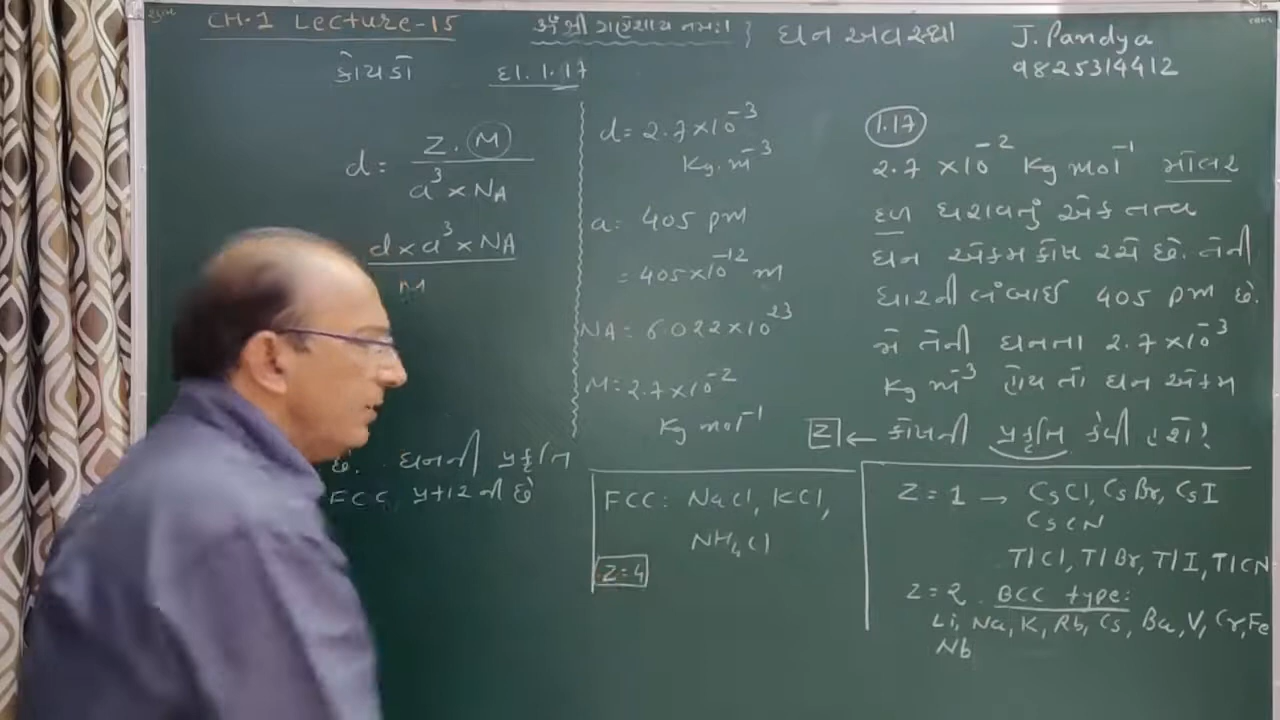 CH.1 Lecture-15
ૐ શ્રી ગણેશાય નમઃ।
ઘન અવસ્થા
J. Pandya
9825314412
કોયડો
દા. 1.17
d = Z . M
a³ × NA
d × a³ × NA
M
છે. ઘનની પ્રકૃતિ
FCC પ્રકારની છે
d = 2.7 × 10⁻³
Kg. m⁻³
a = 405 pm
= 405 × 10⁻¹² m
NA = 6.022 × 10²³
M = 2.7 × 10⁻²
Kg mol⁻¹
1.17
2.7 × 10⁻² Kg mol⁻¹ મોલર
દળ ધરાવતું એક તત્વ
ઘન એકમ કોષ રચે છે. તેની
ધારની લંબાઈ 405 pm છે.
જો તેની ઘનતા 2.7 × 10⁻³
Kg m⁻³ હોય તો ઘન એકમ
Z ← કોષની પ્રકૃતિ કેવી હશે?
FCC: NaCl, KCl,
NH₄Cl
Z = 4
Z = 1 → CsCl, CsBr, CsI
CsCN
TlCl, TlBr, TlI, TlCN
Z = 2 . BCC type:
Li, Na, K, Rb, Cs, Ba, V, Cr, Fe
Nb